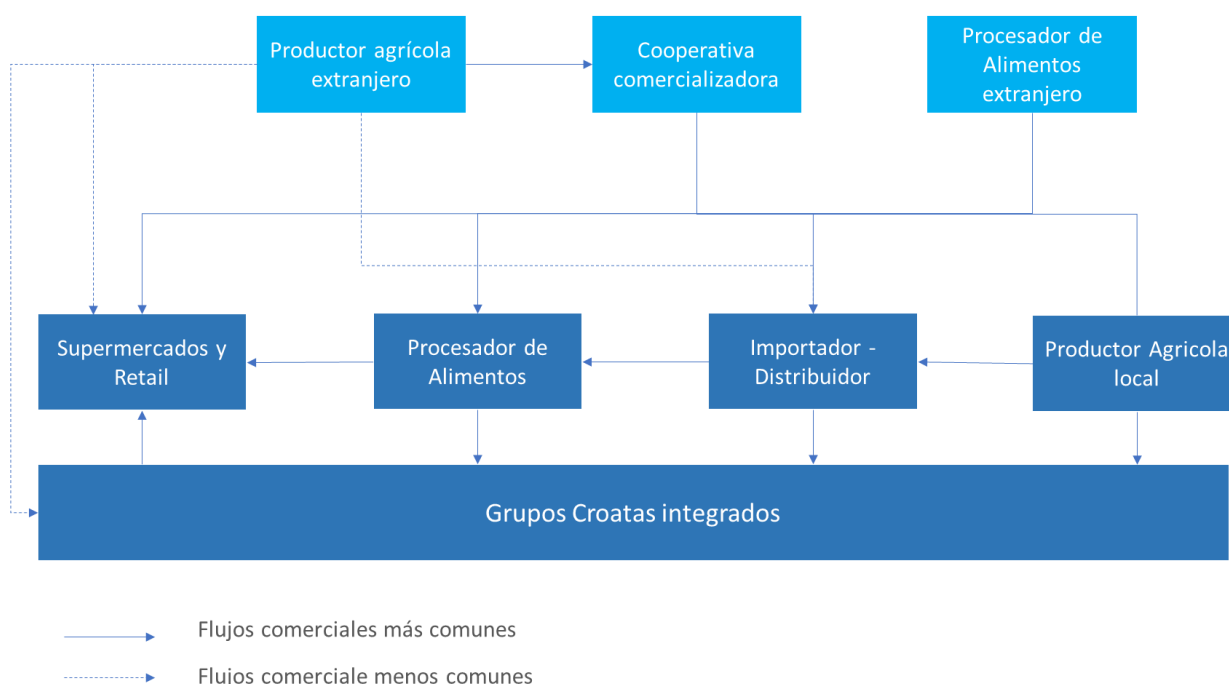 Productor agrícola
extranjero
Cooperativa
comercializadora
Procesador de
Alimentos
extranjero
Supermercados y
Retail
Procesador de
Alimentos
Importador -
Distribuidor
Productor Agricola
local
Grupos Croatas integrados
Flujos comerciales más comunes
Flujos comerciale menos comunes